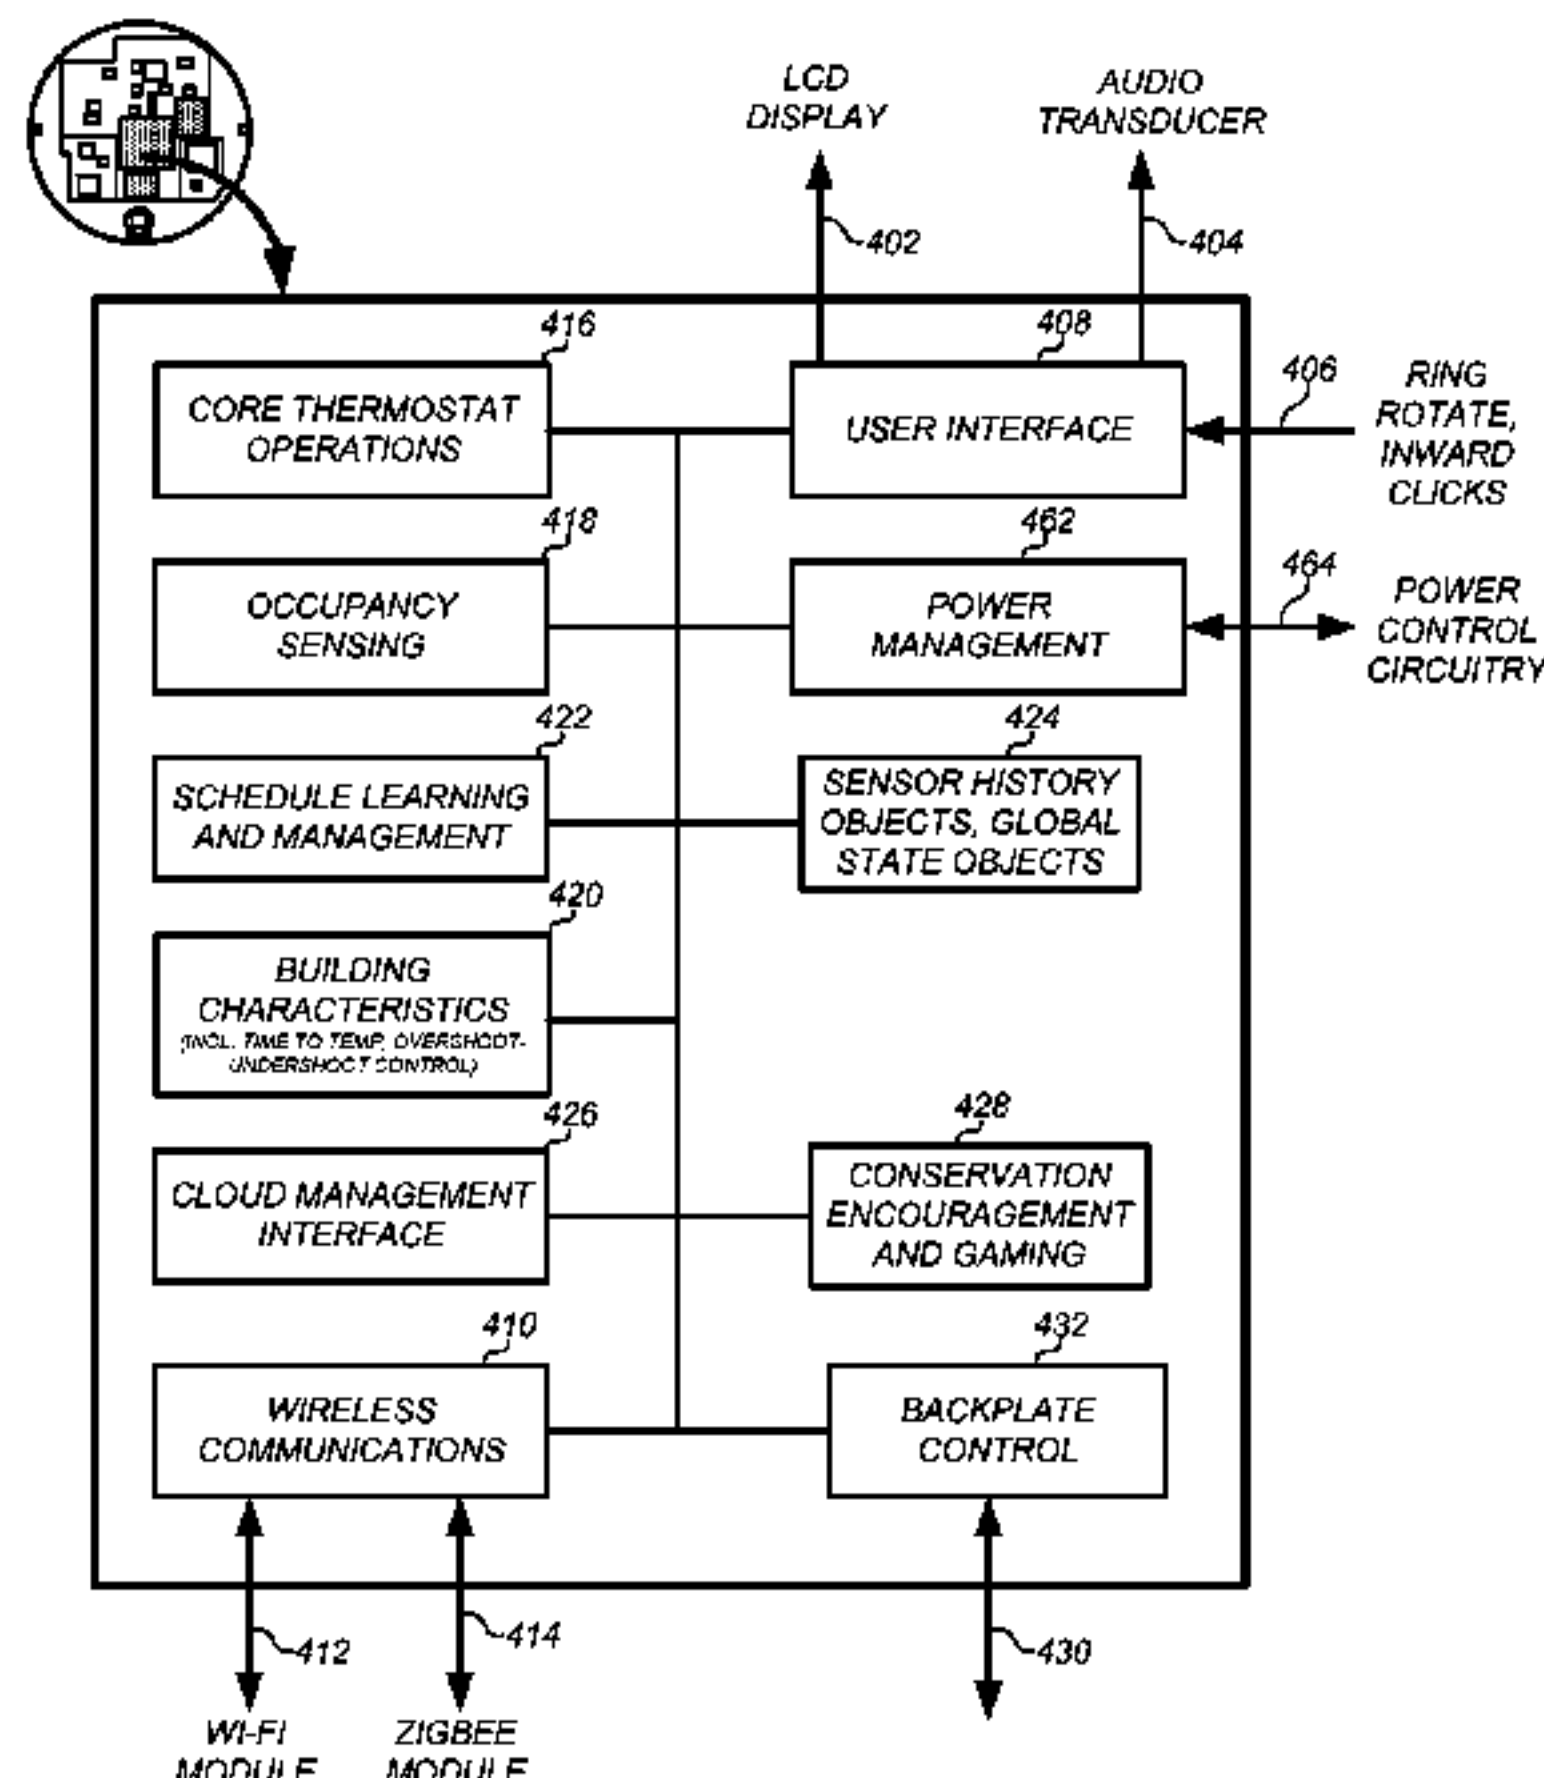 LCD
DISPLAY
AUDIO
TRANSDUCER
402
404
416
408
CORE THERMOSTAT
OPERATIONS
USER INTERFACE
406
RING
ROTATE,
INWARD
CLICKS
418
462
OCCUPANCY
SENSING
POWER
MANAGEMENT
464
POWER
CONTROL
CIRCUITRY
422
424
SCHEDULE LEARNING
AND MANAGEMENT
SENSOR HISTORY
OBJECTS, GLOBAL
STATE OBJECTS
420
BUILDING
CHARACTERISTICS
(INCL. TIME TO TEMP, OVERSHOOT-
UNDERSHOOT CONTROL)
426
428
CLOUD MANAGEMENT
INTERFACE
CONSERVATION
ENCOURAGEMENT
AND GAMING
410
432
WIRELESS
COMMUNICATIONS
BACKPLATE
CONTROL
412
414
430
WI-FI
MODULE
ZIGBEE
MODULE